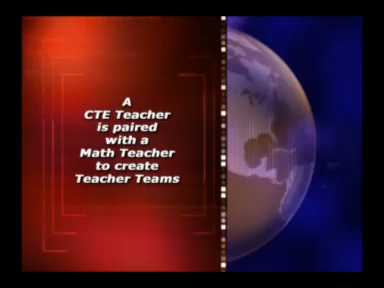 A
CTE Teacher
is paired
with a
Math Teacher
to create
Teacher Teams